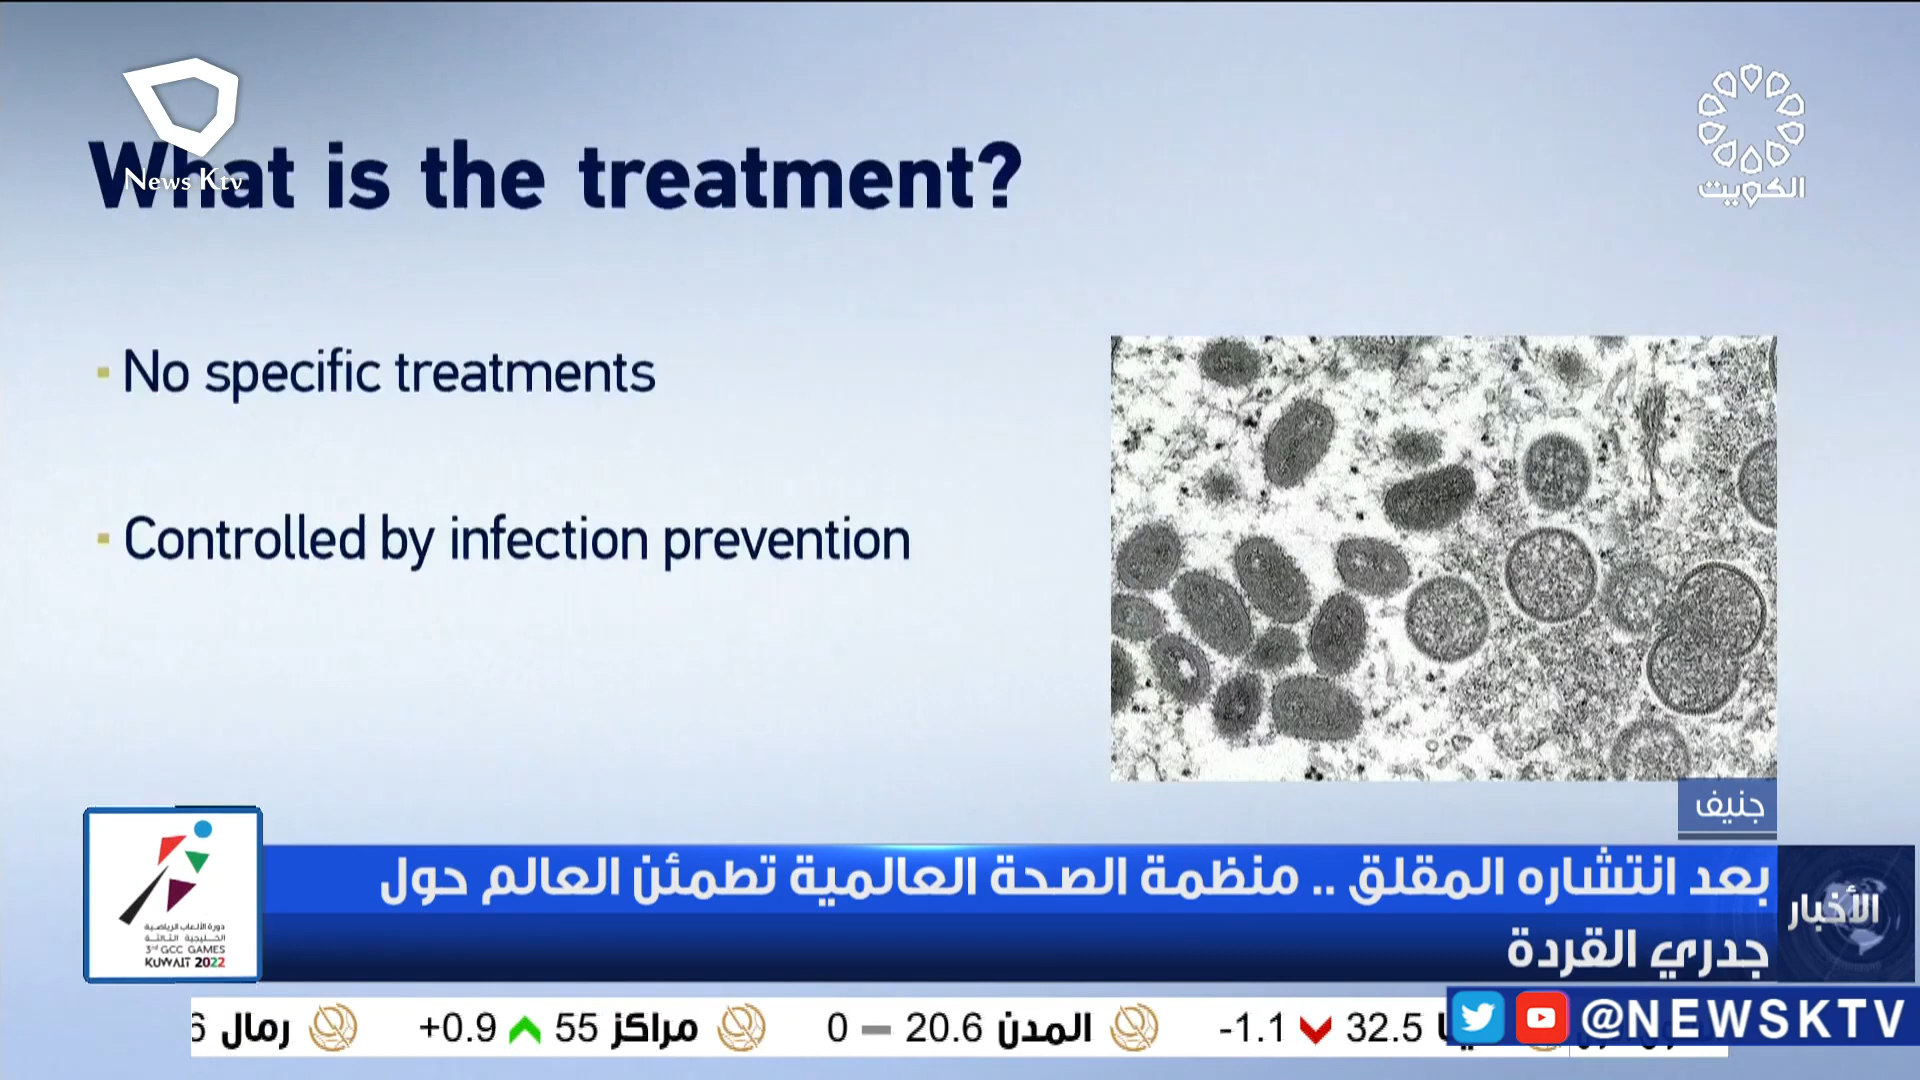 News Ktv
الكويت
What is the treatment?
No specific treatments
Controlled by infection prevention
جنيف
بعد انتشاره المقلق .. منظمة الصحة العالمية تطمئن العالم حول
جدري القردة
الأخبار
دورة الألعاب الرياضية
الخليجية الثالثة
3rd GCC GAMES
KUWAIT 2022
32.5 -1.1 المدن 20.6 0 مراكز 55 +0.9 رمال
@NEWSKTV